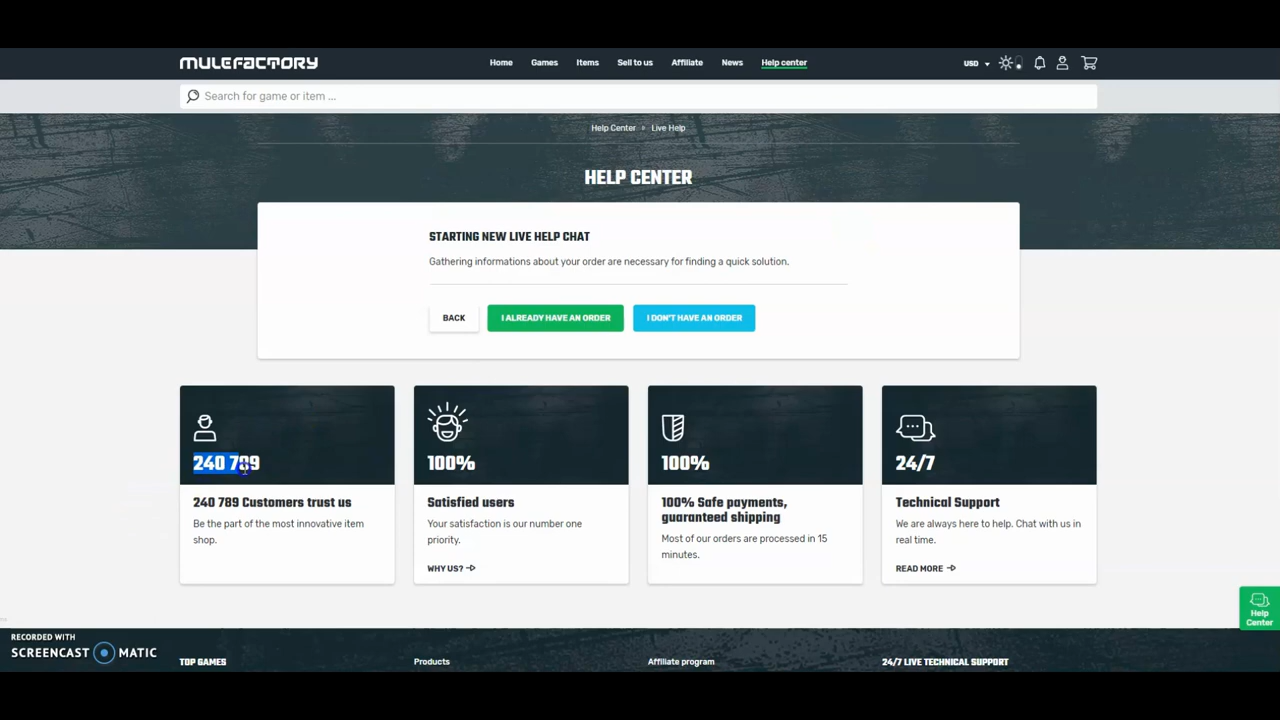 MULEFACTORY
Home Games Items Sell to us Affiliate News Help center
USD
Search for game or item ...
Help Center » Live Help
HELP CENTER
STARTING NEW LIVE HELP CHAT
Gathering informations about your order are necessary for finding a quick solution.
BACK I ALREADY HAVE AN ORDER I DON'T HAVE AN ORDER
240 789
240 789 Customers trust us
Be the part of the most innovative item
shop.
100%
Satisfied users
Your satisfaction is our number one
priority.
WHY US?
100%
100% Safe payments,
guaranteed shipping
Most of our orders are processed in 15
minutes.
24/7
Technical Support
We are always here to help. Chat with us in
real time.
READ MORE
Help
Center
RECORDED WITH
SCREENCAST MATIC
TOP GAMES Products Affiliate program 24/7 LIVE TECHNICAL SUPPORT